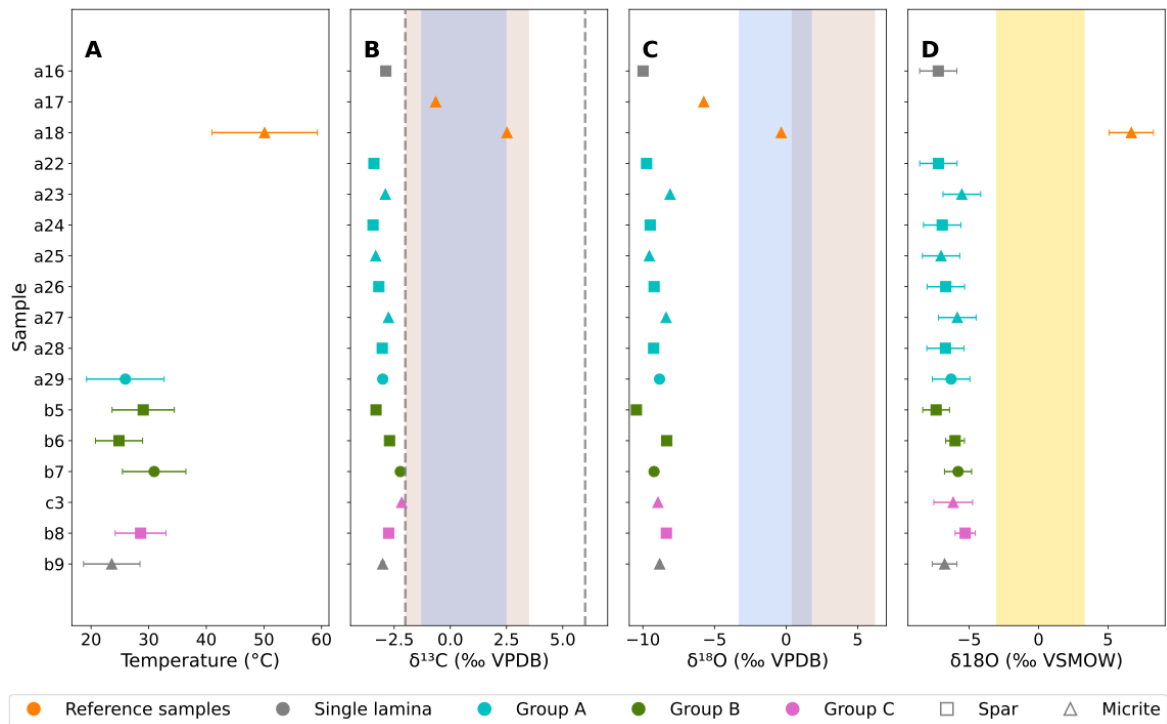 A B C D
Sample
a16
a17
a18
a22
a23
a24
a25
a26
a27
a28
a29
b5
b6
b7
c3
b8
b9
20 30 40 50 60
−2.5 0.0 2.5 5.0
−10 −5 0 5
−5 0 5
Temperature (°C)
δ¹³C (‰ VPDB)
δ¹⁸O (‰ VPDB)
δ18O (‰ VSMOW)
Reference samples Single lamina Group A Group B Group C Spar Micrite